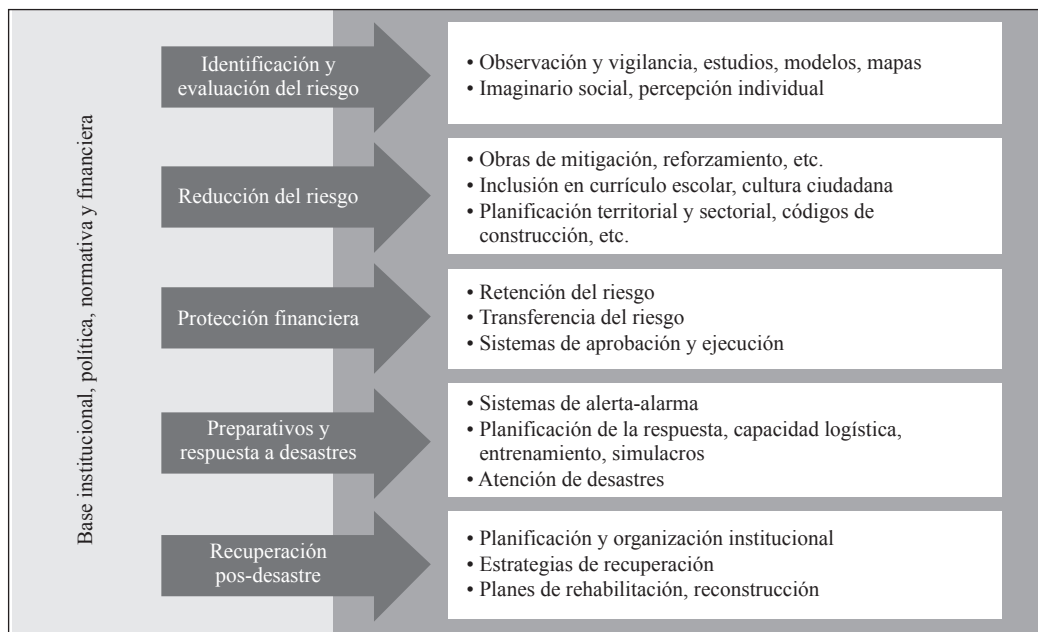 Base institucional, política, normativa y financiera
Identificación y
evaluación del riesgo
• Observación y vigilancia, estudios, modelos, mapas
• Imaginario social, percepción individual
Reducción del riesgo
• Obras de mitigación, reforzamiento, etc.
• Inclusión en currículo escolar, cultura ciudadana
• Planificación territorial y sectorial, códigos de
construcción, etc.
Protección financiera
• Retención del riesgo
• Transferencia del riesgo
• Sistemas de aprobación y ejecución
Preparativos y
respuesta a desastres
• Sistemas de alerta-alarma
• Planificación de la respuesta, capacidad logística,
entrenamiento, simulacros
• Atención de desastres
Recuperación
pos-desastre
• Planificación y organización institucional
• Estrategias de recuperación
• Planes de rehabilitación, reconstrucción